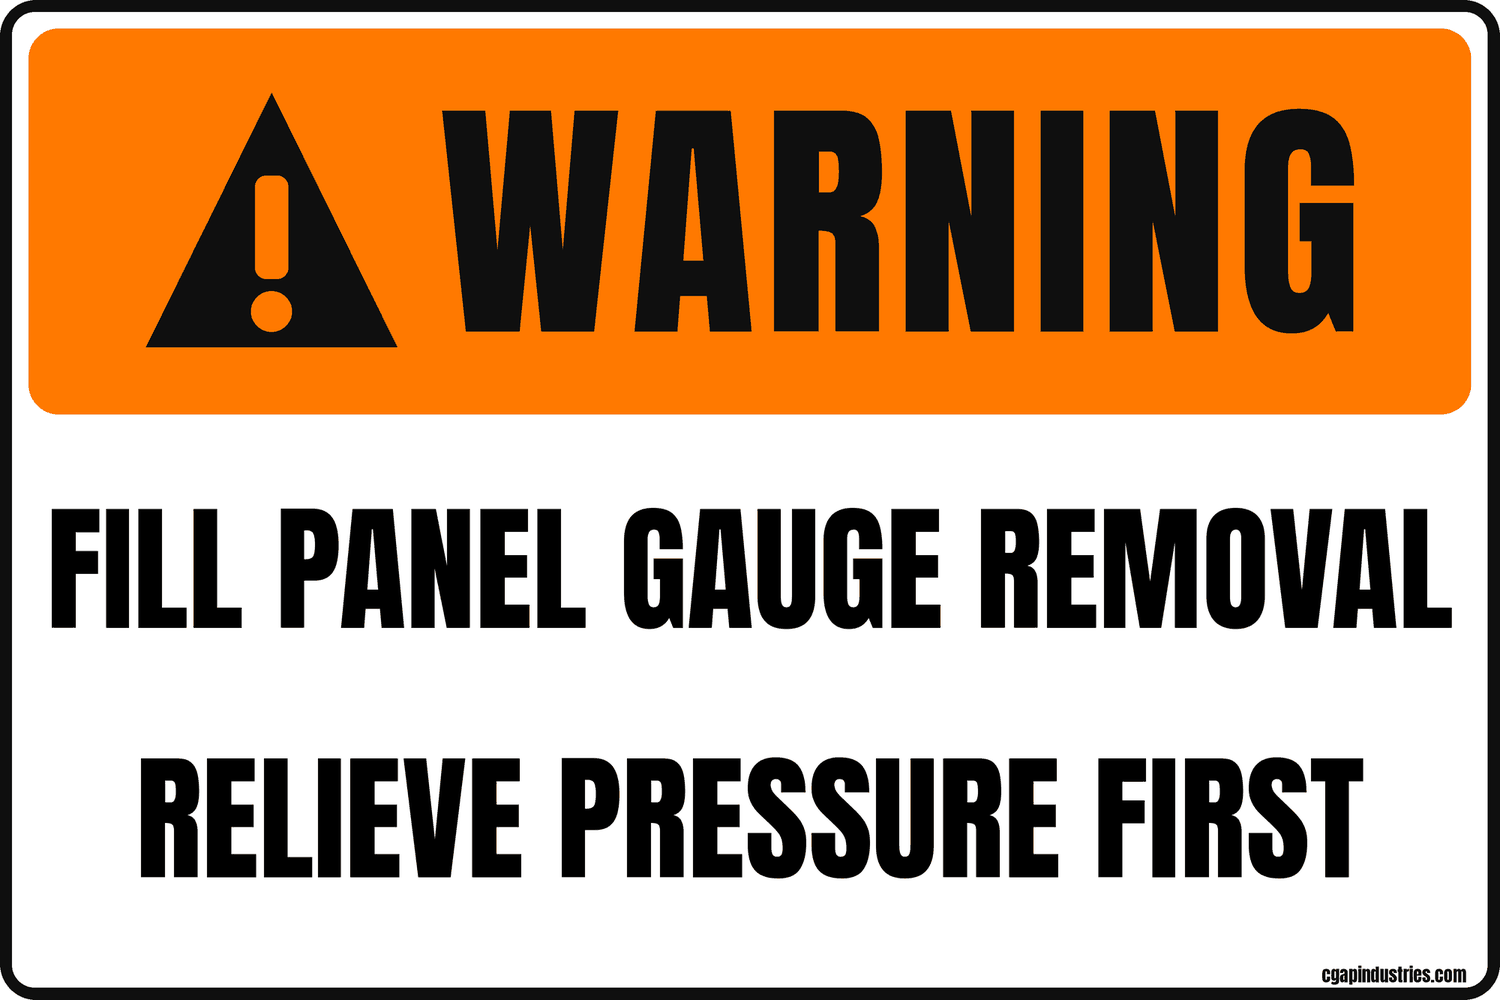 WARNING
FILL PANEL GAUGE REMOVAL
RELIEVE PRESSURE FIRST
cgapindustries.com